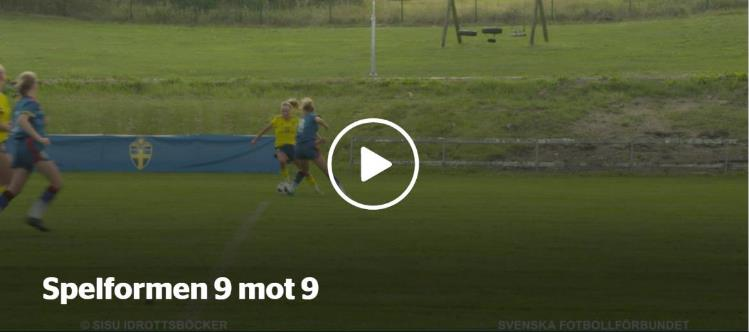 Spelformen 9 mot 9
© SISU IDROTTSBÖCKER
SVENSKA FOTBOLLFÖRBUNDET